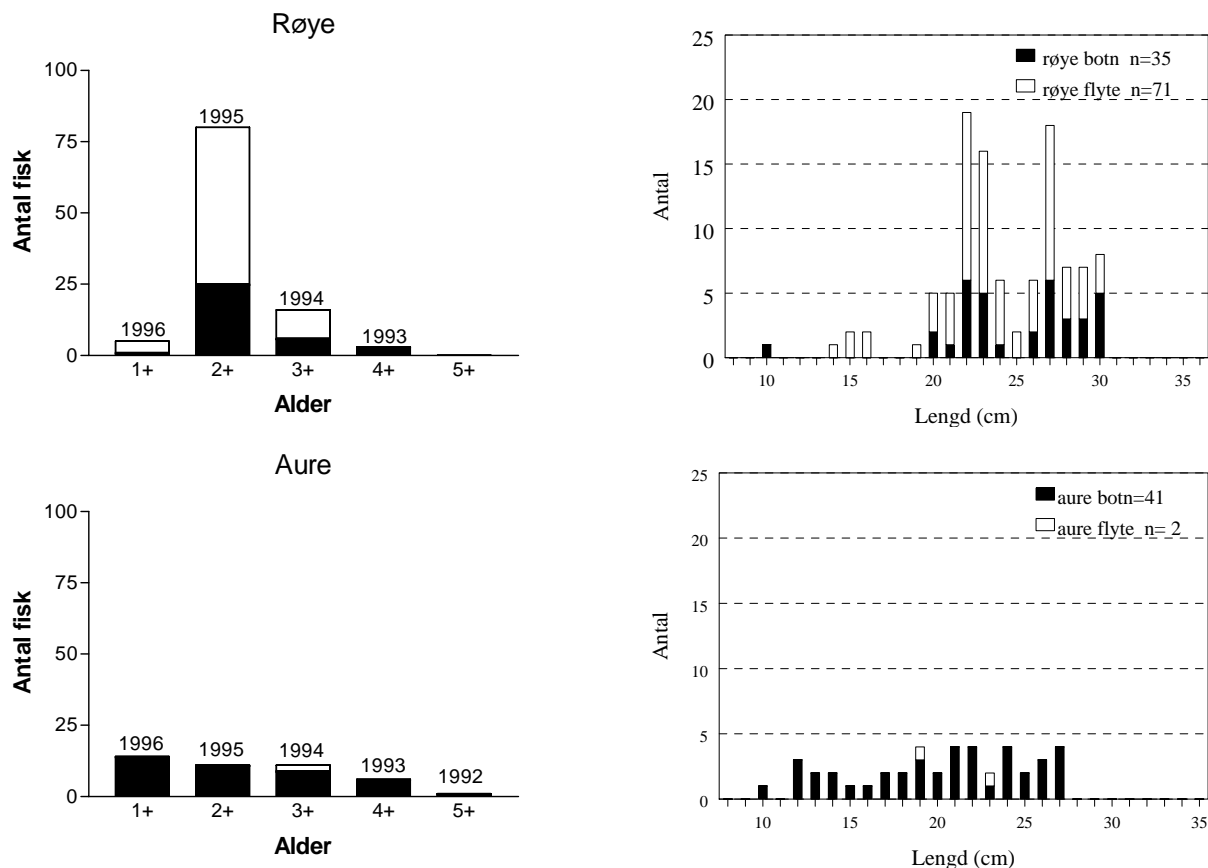 Røye
Antal fisk
100
75
50
25
0
1996
1995
1994
1993
1+ 2+ 3+ 4+ 5+
Alder
Antal
25
20
15
10
5
0
røye botn n=35
røye flyte n=71
10 15 20 25 30 35
Lengd (cm)
Aure
Antal fisk
100
75
50
25
0
1996
1995
1994
1993
1992
1+ 2+ 3+ 4+ 5+
Alder
Antal
25
20
15
10
5
0
aure botn=41
aure flyte n= 2
10 15 20 25 30 35
Lengd (cm)